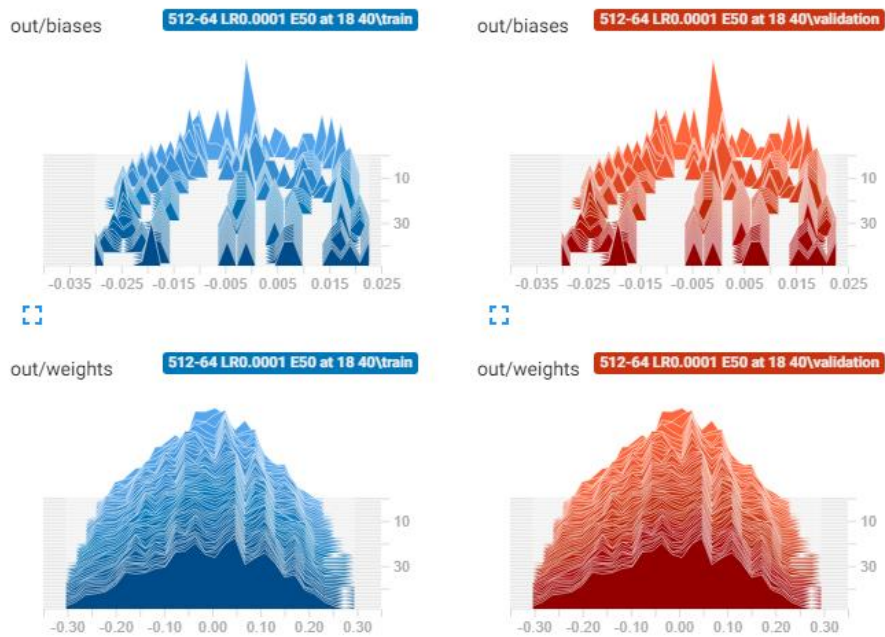 out/biases
512-64 LR0.0001 E50 at 18 40\train
10
30
-0.035 -0.025 -0.015 -0.005 0.005 0.015 0.025
out/biases
512-64 LR0.0001 E50 at 18 40\validation
10
30
-0.035 -0.025 -0.015 -0.005 0.005 0.015 0.025
out/weights
512-64 LR0.0001 E50 at 18 40\train
10
30
-0.30 -0.20 -0.10 0.00 0.10 0.20 0.30
out/weights
512-64 LR0.0001 E50 at 18 40\validation
10
30
-0.30 -0.20 -0.10 0.00 0.10 0.20 0.30